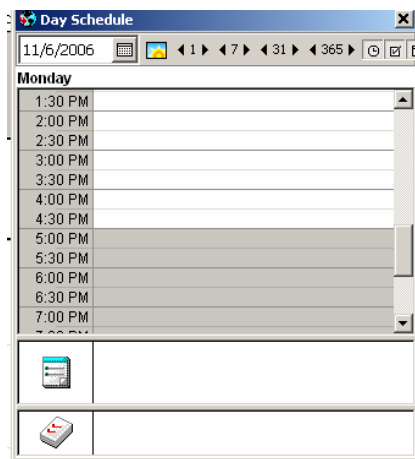 Day Schedule
11/6/2006 1 7 31 365
Monday
1:30 PM
2:00 PM
2:30 PM
3:00 PM
3:30 PM
4:00 PM
4:30 PM
5:00 PM
5:30 PM
6:00 PM
6:30 PM
7:00 PM